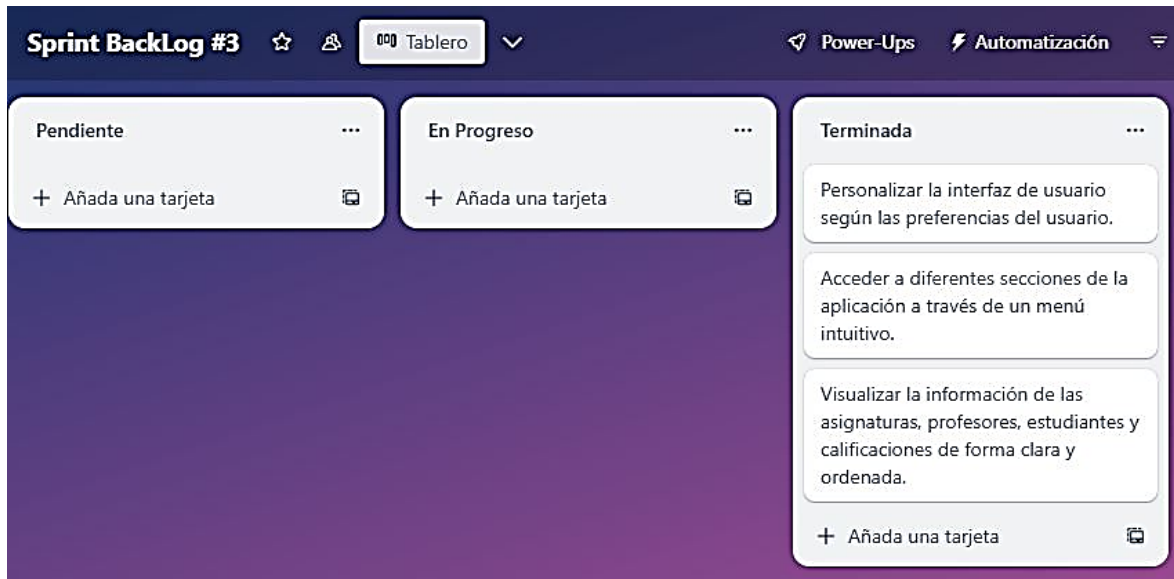 Sprint BackLog #3
Tablero
Power-Ups
Automatización
Pendiente
+ Añada una tarjeta
En Progreso
+ Añada una tarjeta
Terminada
Personalizar la interfaz de usuario
según las preferencias del usuario.
Acceder a diferentes secciones de la
aplicación a través de un menú
intuitivo.
Visualizar la información de las
asignaturas, profesores, estudiantes y
calificaciones de forma clara y
ordenada.
+ Añada una tarjeta